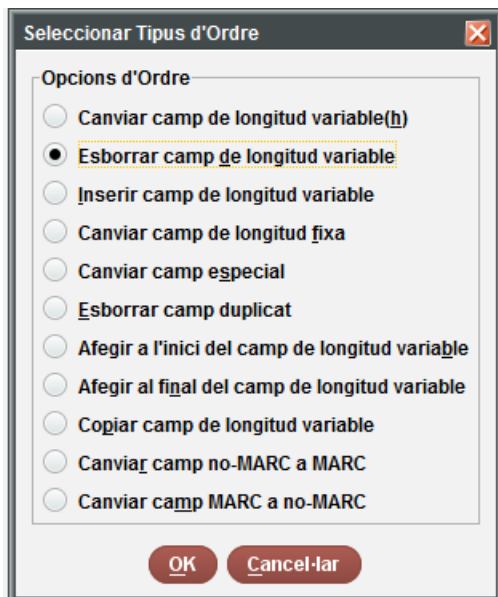 Seleccionar Tipus d'Ordre
Opcions d'Ordre
Canviar camp de longitud variable(h)
Esborrar camp de longitud variable
Inserir camp de longitud variable
Canviar camp de longitud fixa
Canviar camp especial
Esborrar camp duplicat
Afegir a l'inici del camp de longitud variable
Afegir al final del camp de longitud variable
Copiar camp de longitud variable
Canviar camp no-MARC a MARC
Canviar camp MARC a no-MARC
OK Cancel·lar